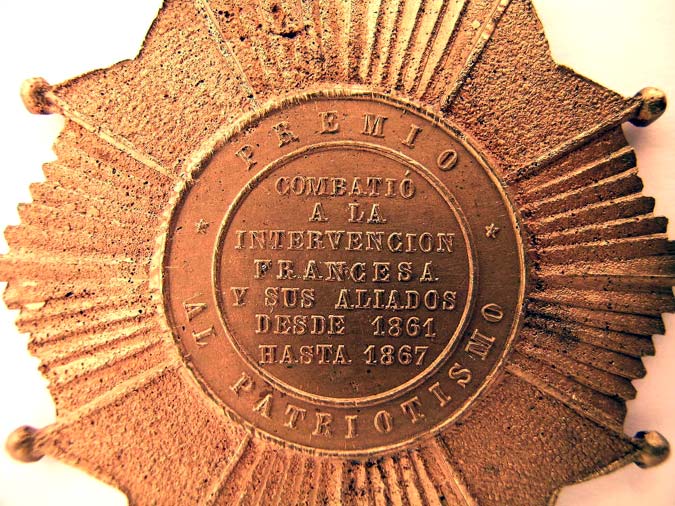 PREMIO
COMBATIÓ
A LA
INTERVENCION
FRANCESA
Y SUS ALIADOS
DESDE 1861
HASTA 1867
AL PATRIOTISMO